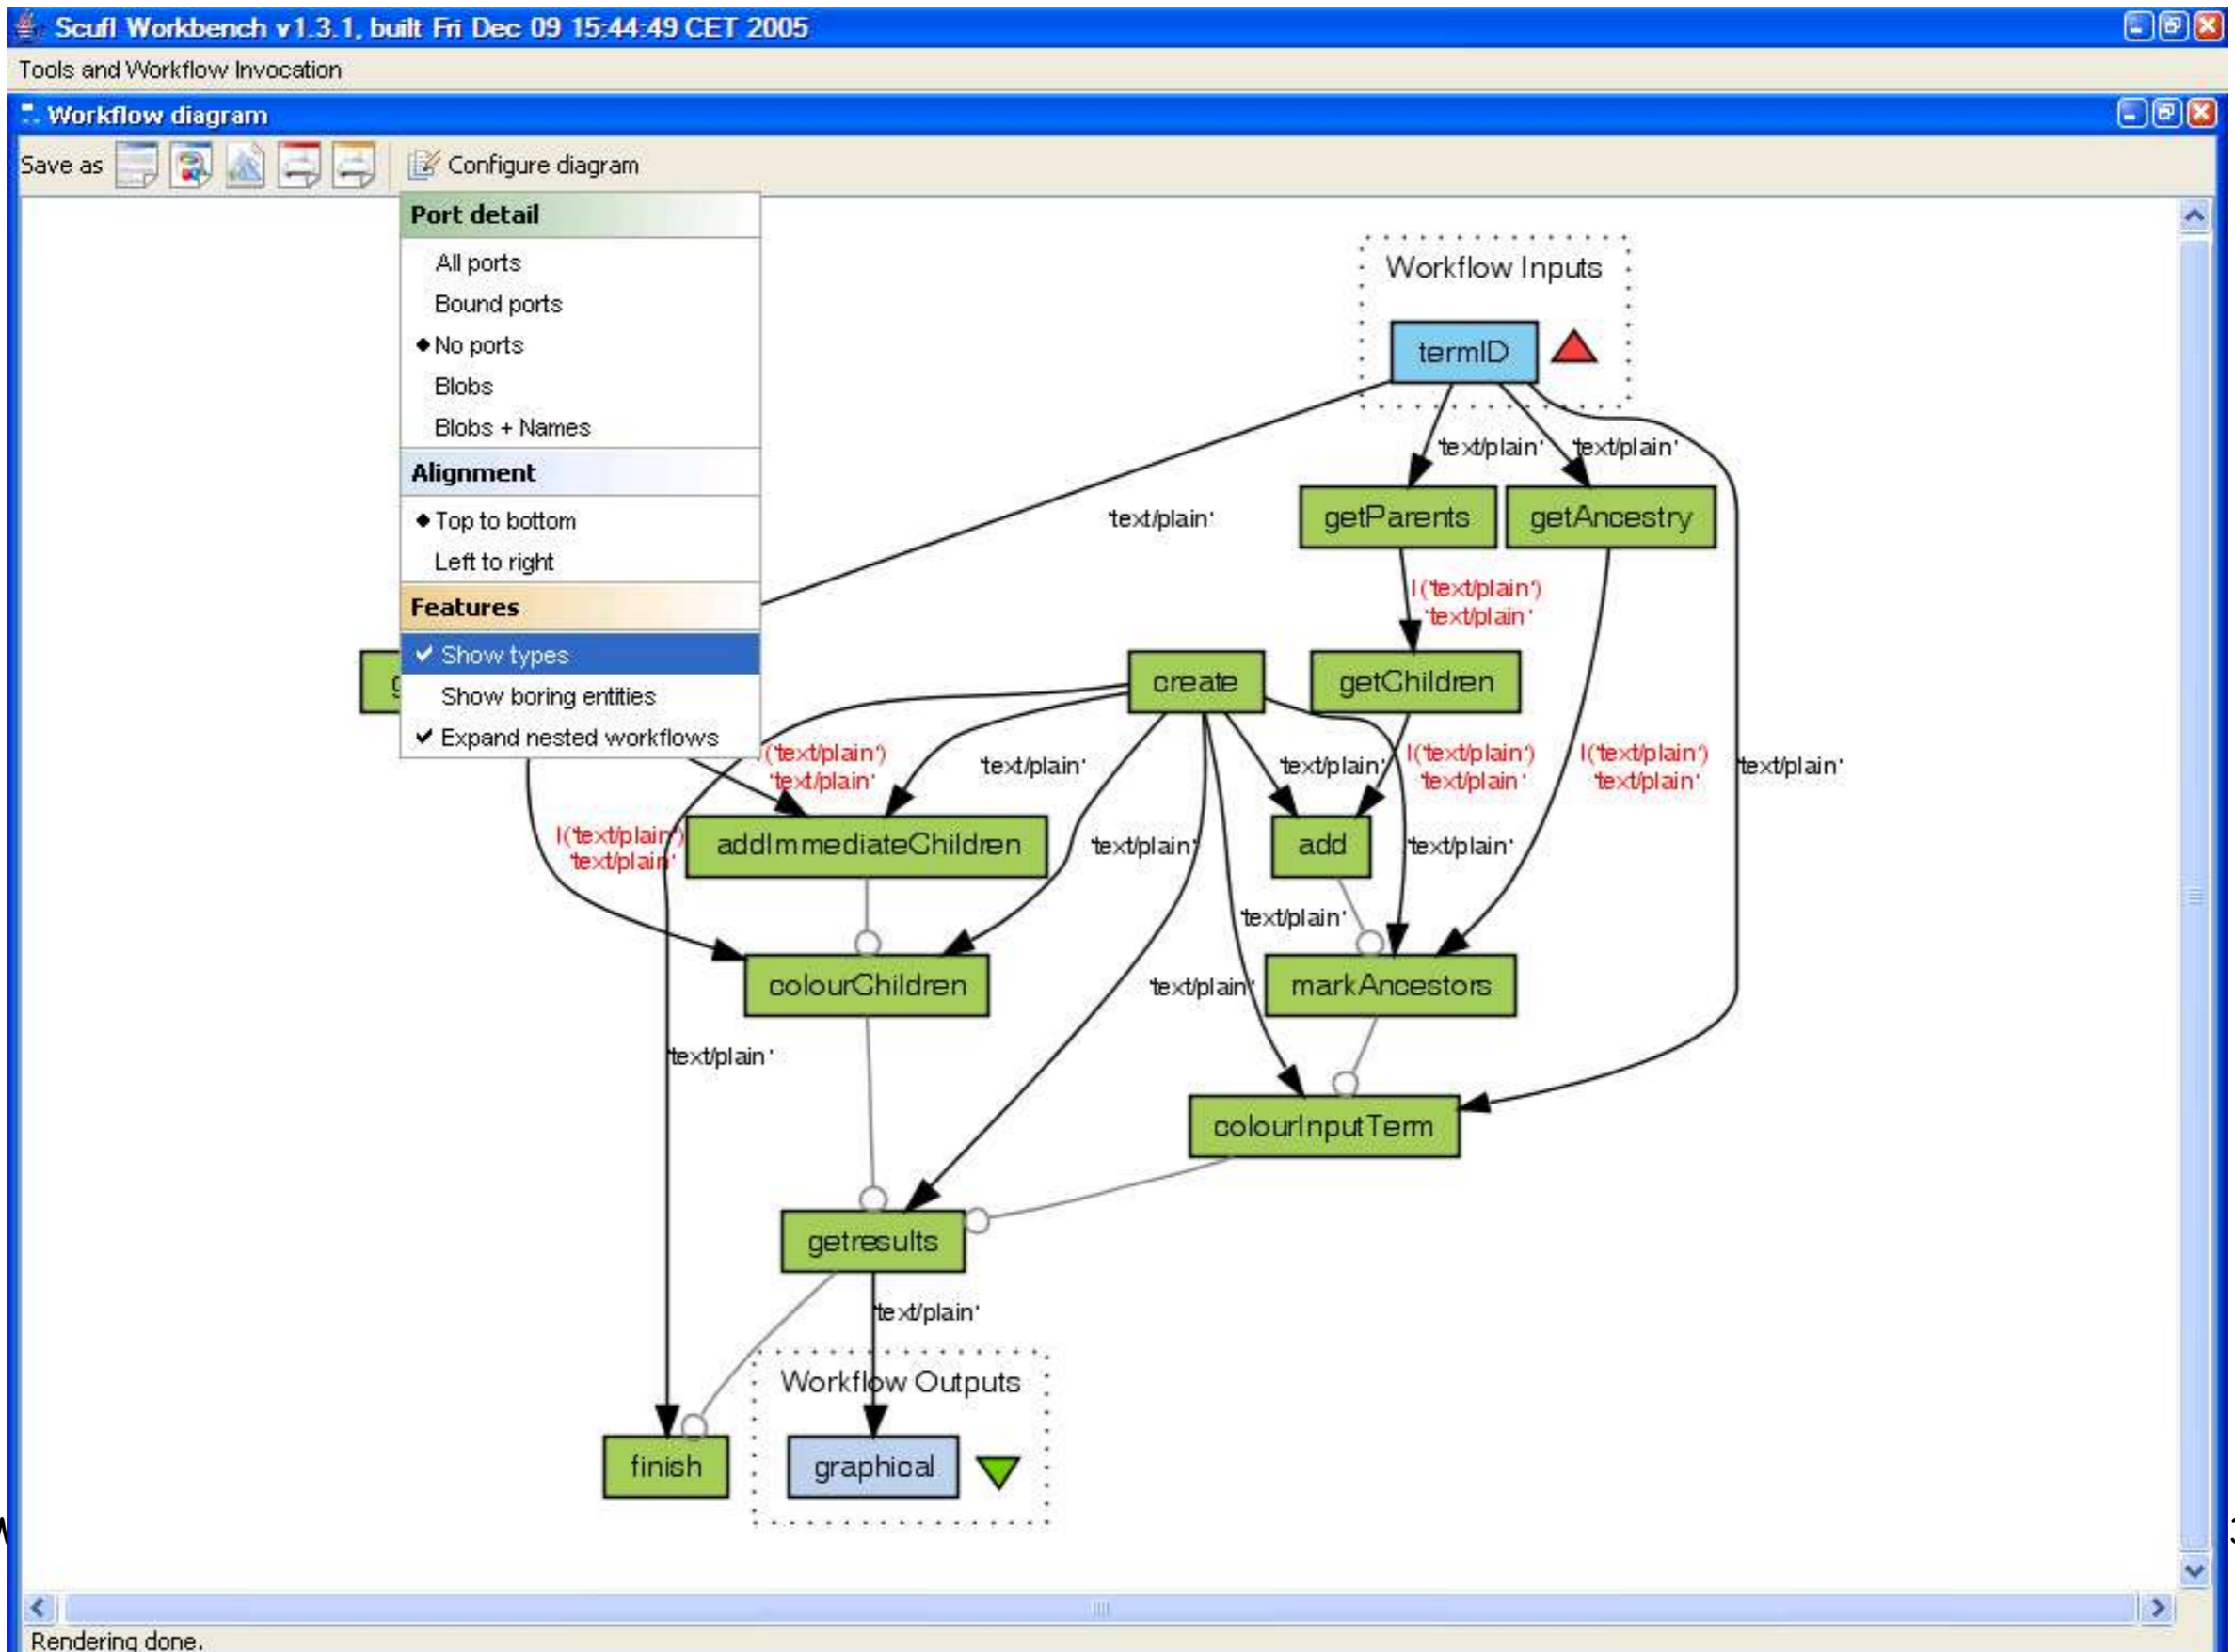 Scufl Workbench v1.3.1, built Fri Dec 09 15:44:49 CET 2005
Tools and Workflow Invocation
Workflow diagram
Save as
Configure diagram
Port detail
All ports
Bound ports
No ports
Blobs
Blobs + Names
Alignment
Top to bottom
Left to right
Features
Show types
Show boring entities
Expand nested workflows
Workflow Inputs
termID
'text/plain' 'text/plain'
'text/plain'
getParents getAncestry
l('text/plain')
'text/plain'
create getChildren
('text/plain')
'text/plain'
'text/plain'
'text/plain'
l('text/plain')
'text/plain'
l('text/plain')
'text/plain'
'text/plain'
l('text/plain')
'text/plain'
addImmediateChildren
'text/plain'
add
'text/plain'
'text/plain'
colourChildren
'text/plain'
markAncestors
'text/plain'
colourInputTerm
getresults
'text/plain'
Workflow Outputs
finish
graphical
Rendering done.